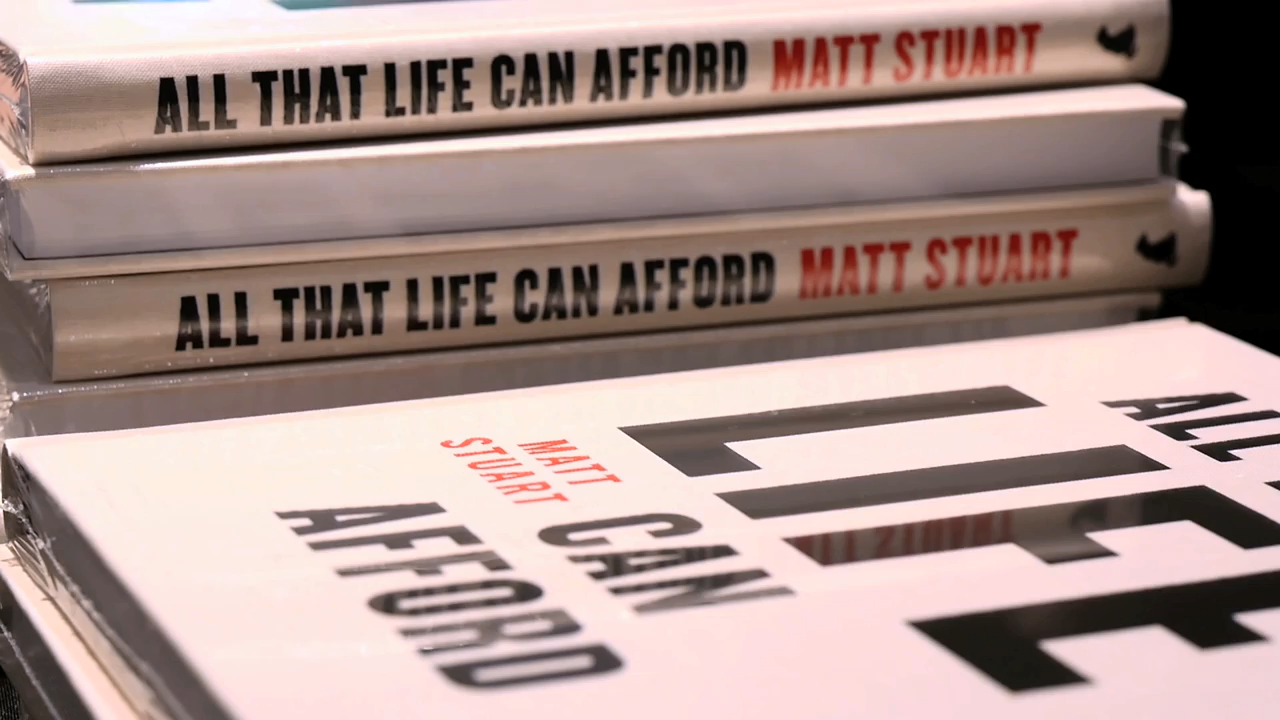 ALL THAT LIFE CAN AFFORD MATT STUART
ALL THAT LIFE CAN AFFORD MATT STUART
ALL
LIFE
CAN
AFFORD
MATT
STUART